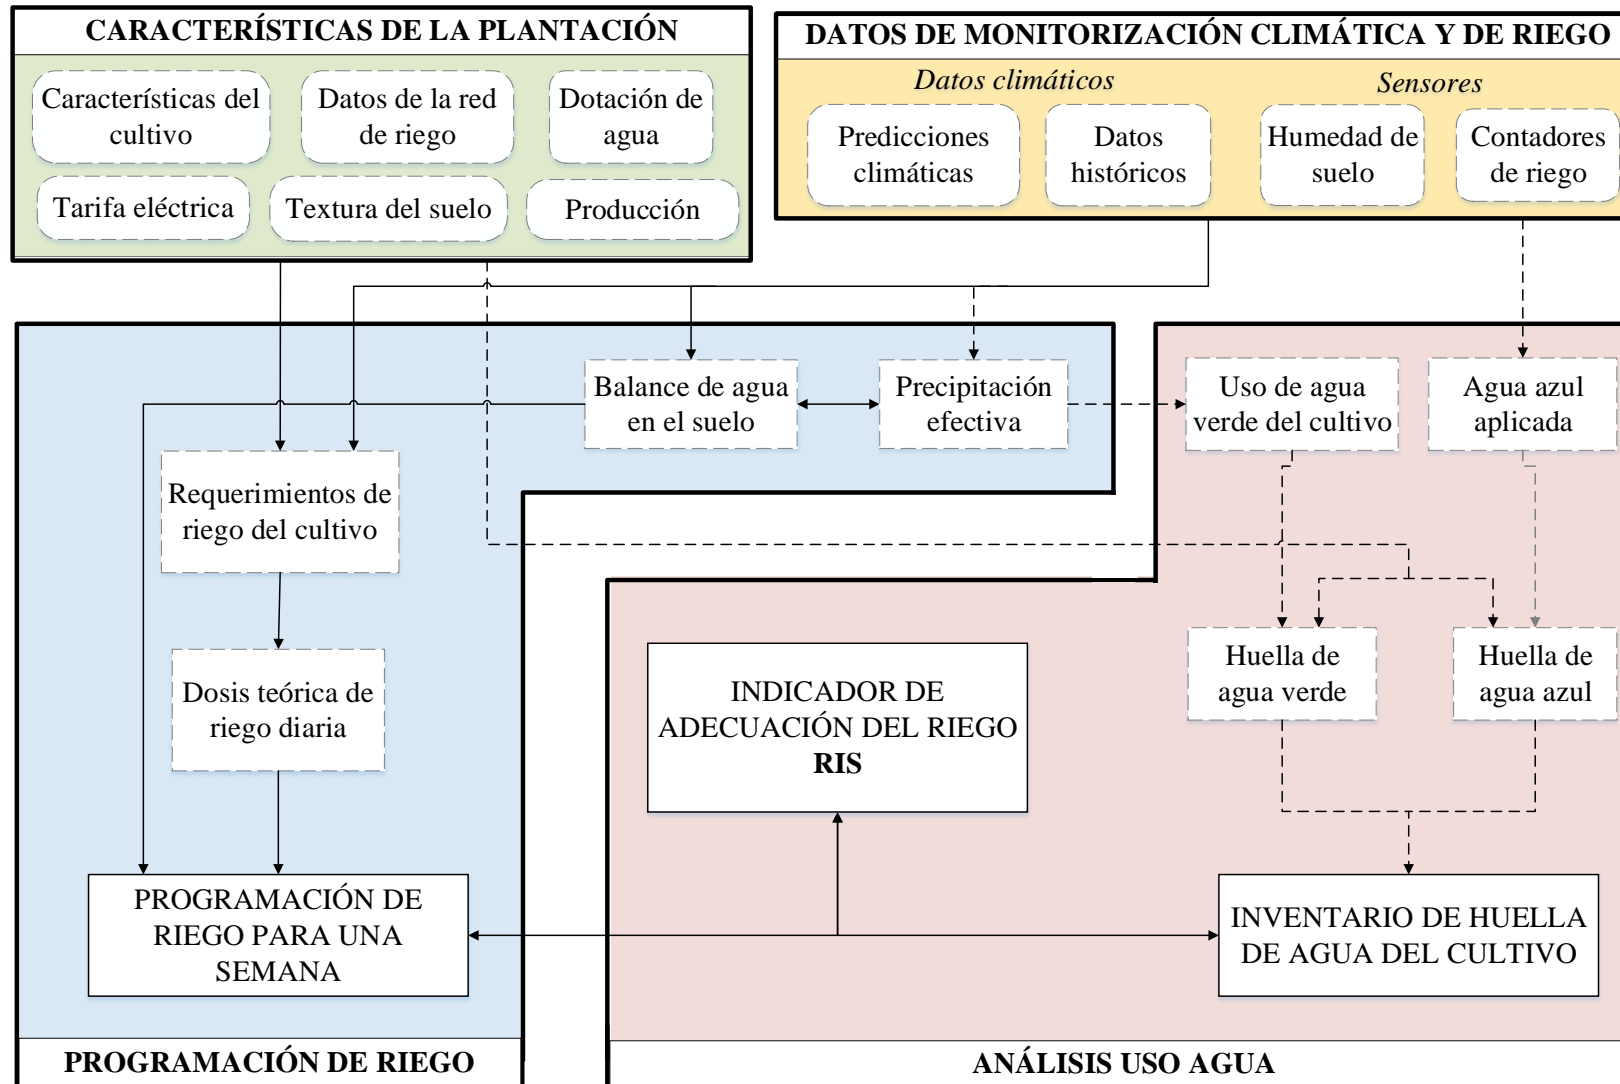 CARACTERÍSTICAS DE LA PLANTACIÓN
Características del
cultivo
Datos de la red
de riego
Dotación de
agua
Tarifa eléctrica
Textura del suelo
Producción
DATOS DE MONITORIZACIÓN CLIMÁTICA Y DE RIEGO
Datos climáticos
Sensores
Predicciones
climáticas
Datos
históricos
Humedad de
suelo
Contadores
de riego
Balance de agua
en el suelo
Precipitación
efectiva
Uso de agua
verde del cultivo
Agua azul
aplicada
Requerimientos de
riego del cultivo
Dosis teórica de
riego diaria
INDICADOR DE
ADECUACIÓN DEL RIEGO
RIS
Huella de
agua verde
Huella de
agua azul
PROGRAMACIÓN DE
RIEGO PARA UNA
SEMANA
INVENTARIO DE HUELLA
DE AGUA DEL CULTIVO
PROGRAMACIÓN DE RIEGO
ANÁLISIS USO AGUA